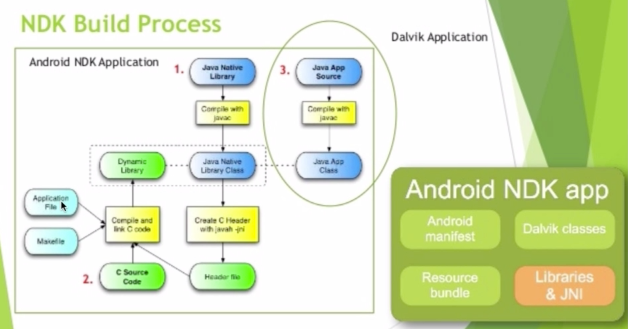 NDK Build Process
Dalvik Application
Android NDK Application
1.
Java Native
Library
3.
Java App
Source
Compile with
javac
Compile with
javac
Dynamic
Library
Java Native
Library Class
Java App
Class
Application
File
Compile and
link C code
Create C Header
with javah -jni
Makefile
2.
C Source
Code
Header file
Android NDK app
Android
manifest
Dalvik classes
Resource
bundle
Libraries
& JNI